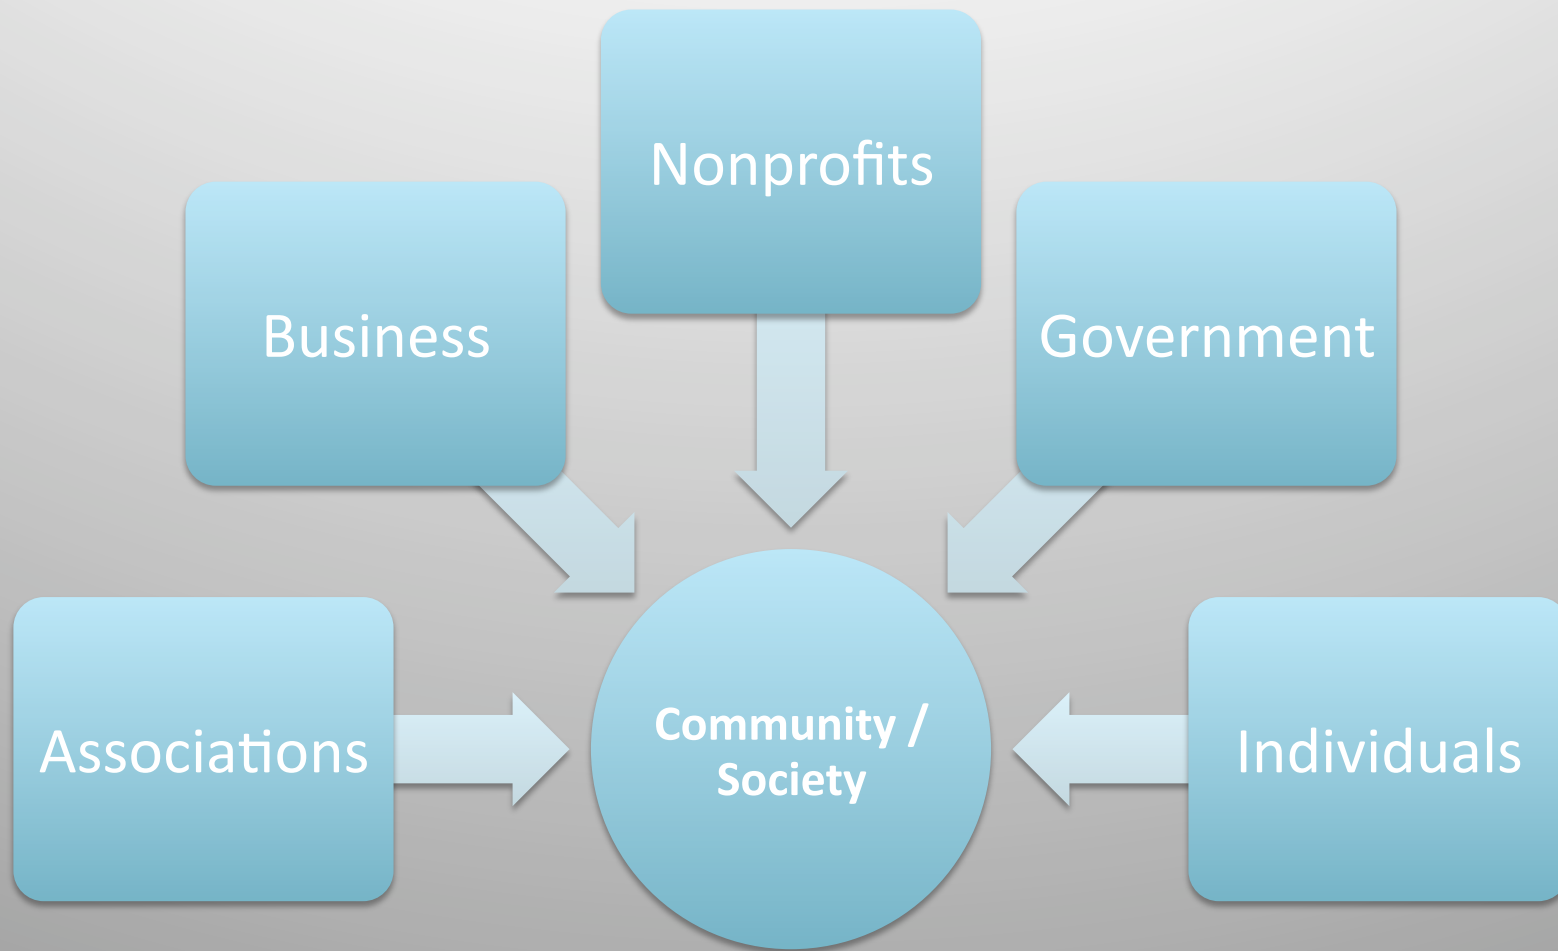 Nonprofits
Business
Government
Associations
Community /
Society
Individuals